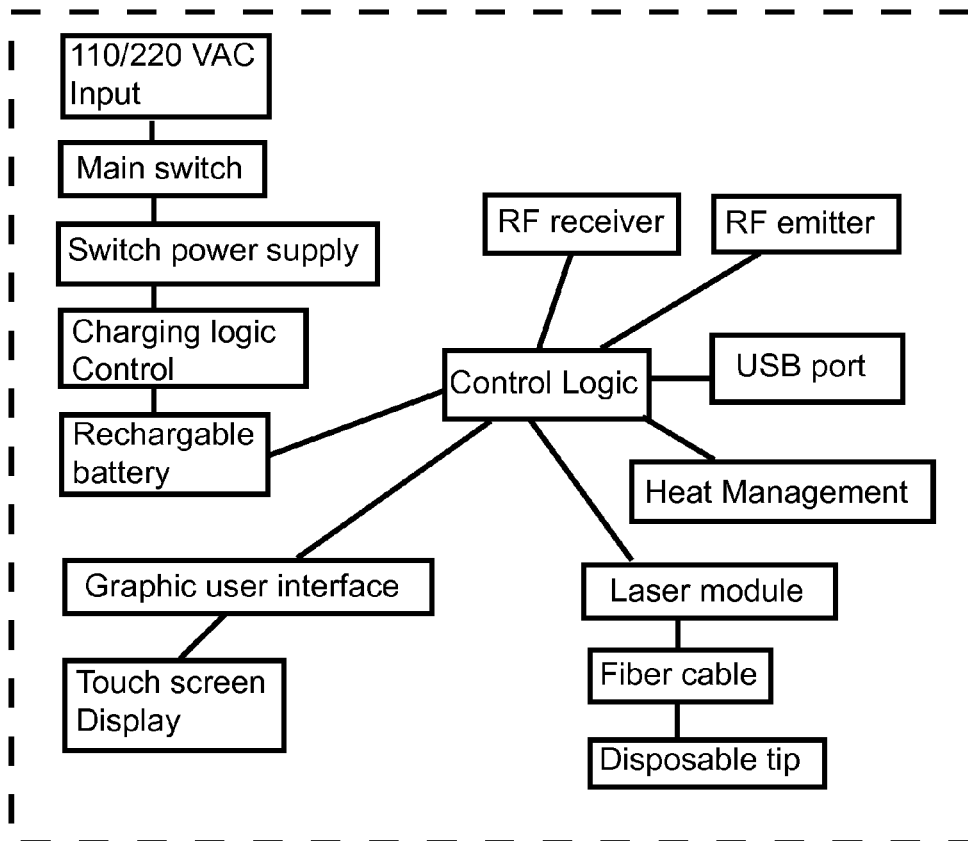 110/220 VAC
Input
Main switch
Switch power supply
Charging logic
Control
Rechargable
battery
RF receiver
RF emitter
Control Logic
USB port
Heat Management
Graphic user interface
Touch screen
Display
Laser module
Fiber cable
Disposable tip